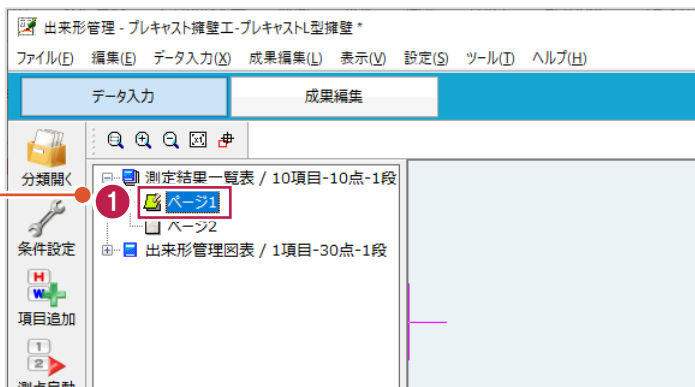 出来形管理 - プレキャスト擁壁工-プレキャストL型擁壁 *
ファイル(F) 編集(E) データ入力(X) 成果編集(L) 表示(V) 設定(S) ツール(T) ヘルプ(H)
データ入力 成果編集
分類開く
測定結果一覧表 / 10項目-10点-1段
1 ページ1
ページ2
条件設定
出来形管理図表 / 1項目-30点-1段
H
W
項目追加
1
2
測点自動